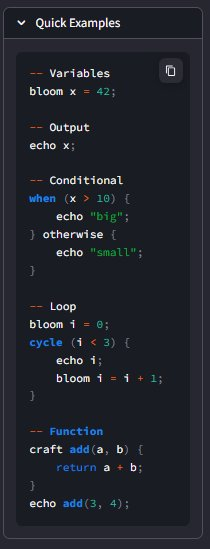 Quick Examples
-- Variables
bloom x = 42;
-- Output
echo x;
-- Conditional
when (x > 10) {
    echo "big";
} otherwise {
    echo "small";
}
-- Loop
bloom i = 0;
cycle (i < 3) {
    echo i;
    bloom i = i + 1;
}
-- Function
craft add(a, b) {
    return a + b;
}
echo add(3, 4);